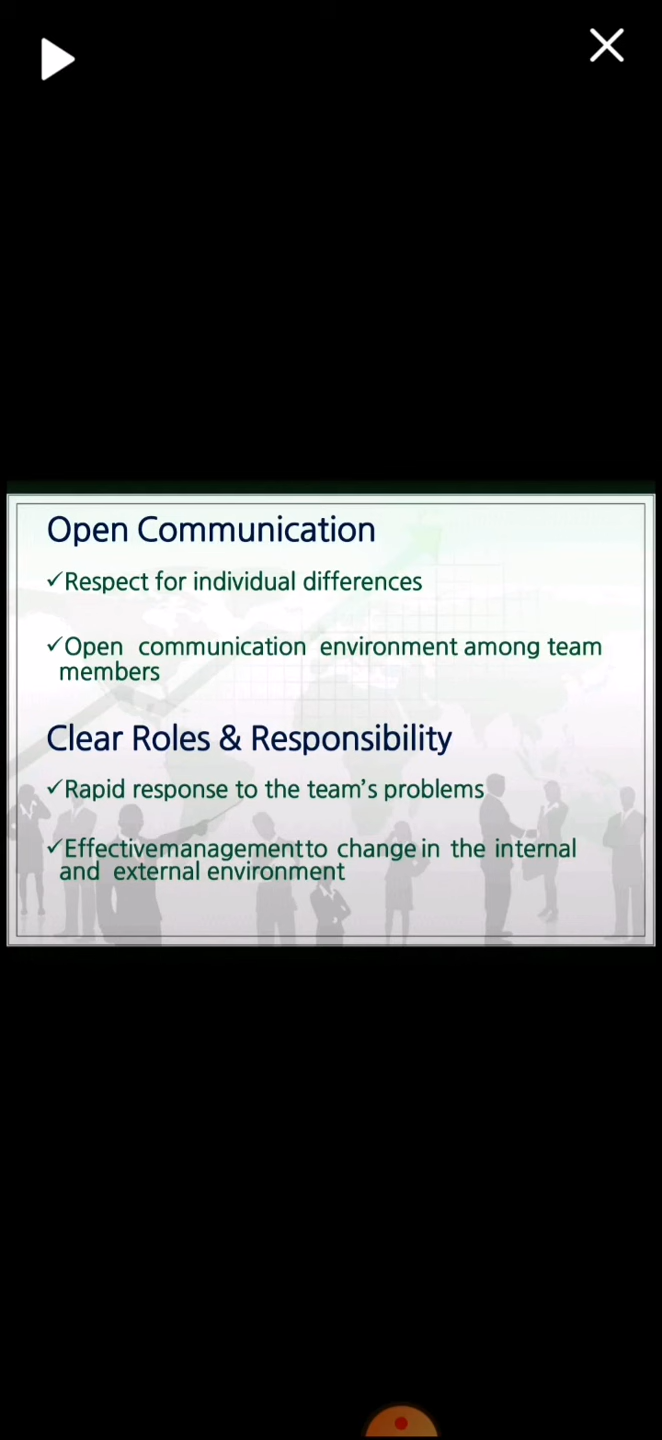 Open Communication
✓Respect for individual differences
✓Open communication environment among team
members
Clear Roles & Responsibility
✓Rapid response to the team's problems
✓Effectivemanagementto change in the internal
and external environment